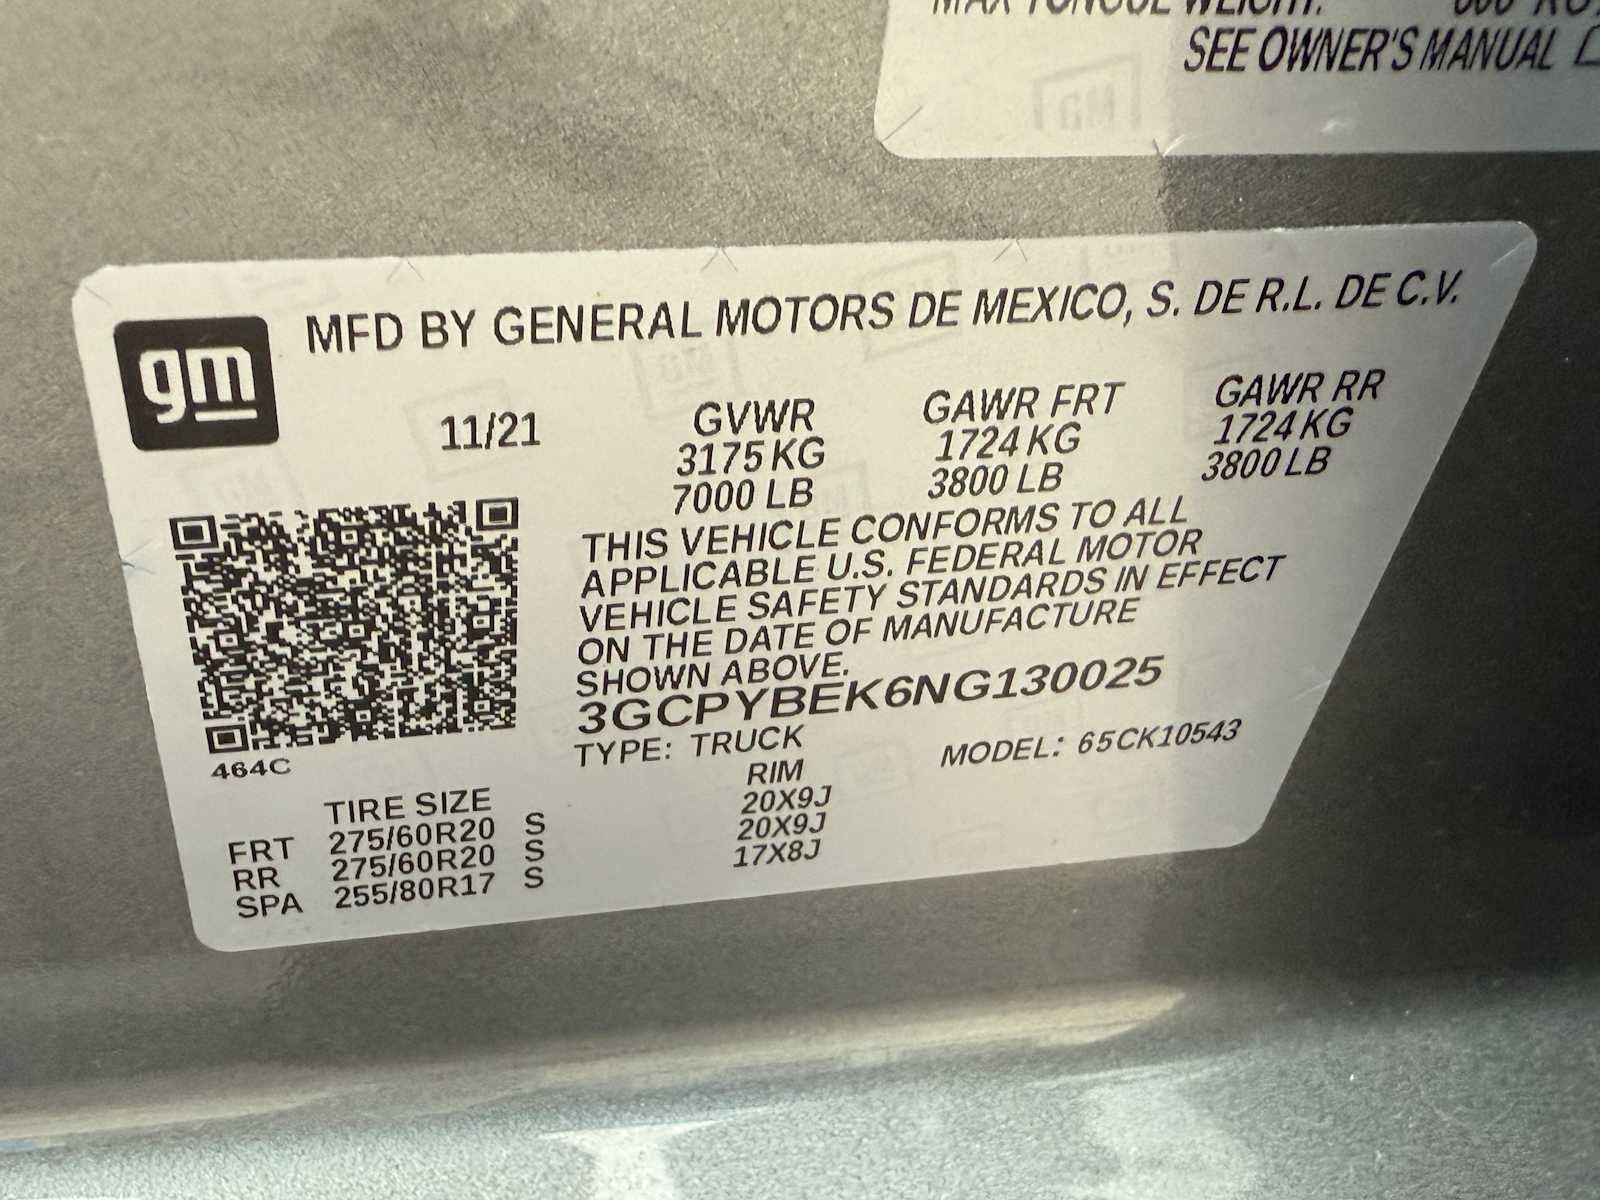 MAX TONGUE WEIGHT:
SEE OWNER'S MANUAL
gm
MFD BY GENERAL MOTORS DE MEXICO, S. DE R.L. DE C.V.
11/21 GVWR GAWR FRT GAWR RR
3175 KG 1724 KG 1724 KG
7000 LB 3800 LB 3800 LB
THIS VEHICLE CONFORMS TO ALL
APPLICABLE U.S. FEDERAL MOTOR
VEHICLE SAFETY STANDARDS IN EFFECT
ON THE DATE OF MANUFACTURE
SHOWN ABOVE.
3GCPYBEK6NG130025
TYPE: TRUCK MODEL: 65CK10543
464C
TIRE SIZE RIM
FRT 275/60R20 S 20X9J
RR 275/60R20 S 20X9J
SPA 255/80R17 S 17X8J